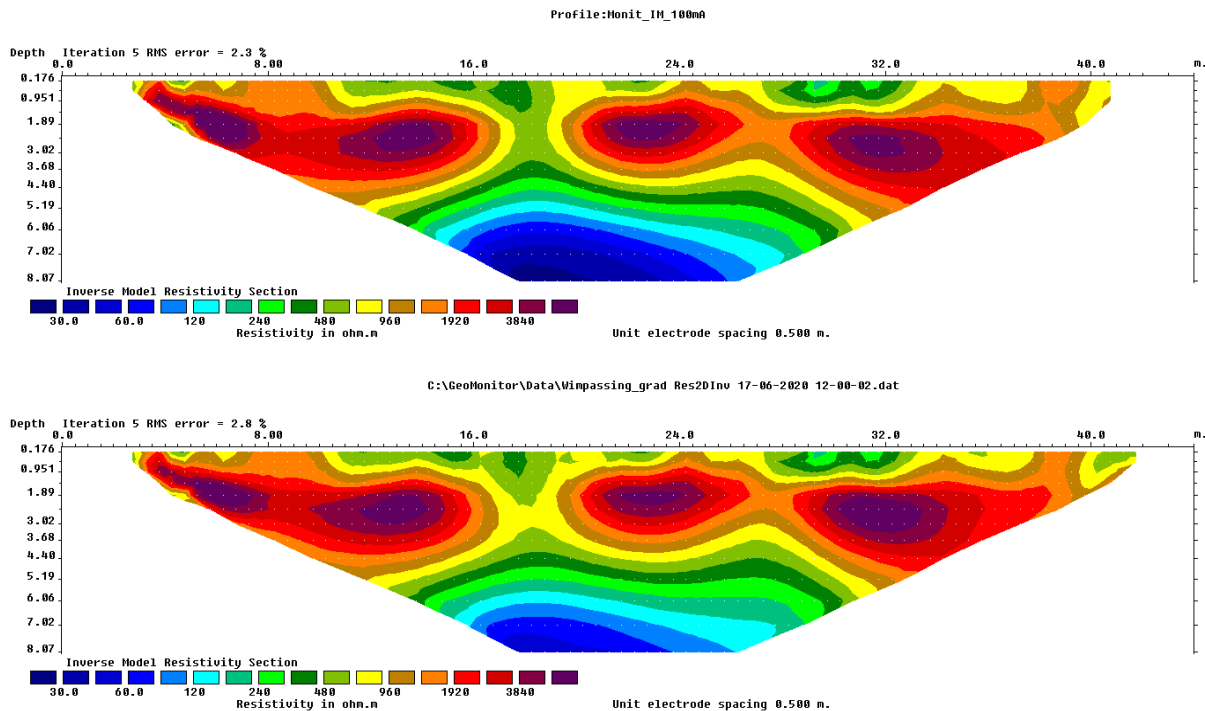 Profile:Monit_IM_100mA
Depth Iteration 5 RMS error = 2.3 %
0.0 8.00 16.0 24.0 32.0 40.0 m.
0.176
0.951
1.89
3.02
3.68
4.40
5.19
6.06
7.02
8.07
Inverse Model Resistivity Section
30.0 60.0 120 240 480 960 1920 3840
Resistivity in ohm.m Unit electrode spacing 0.500 m.
C:\GeoMonitor\Data\Wimpassing_grad Res2DInv 17-06-2020 12-00-02.dat
Depth Iteration 5 RMS error = 2.8 %
0.0 8.00 16.0 24.0 32.0 40.0 m.
0.176
0.951
1.89
3.02
3.68
4.40
5.19
6.06
7.02
8.07
Inverse Model Resistivity Section
30.0 60.0 120 240 480 960 1920 3840
Resistivity in ohm.m Unit electrode spacing 0.500 m.